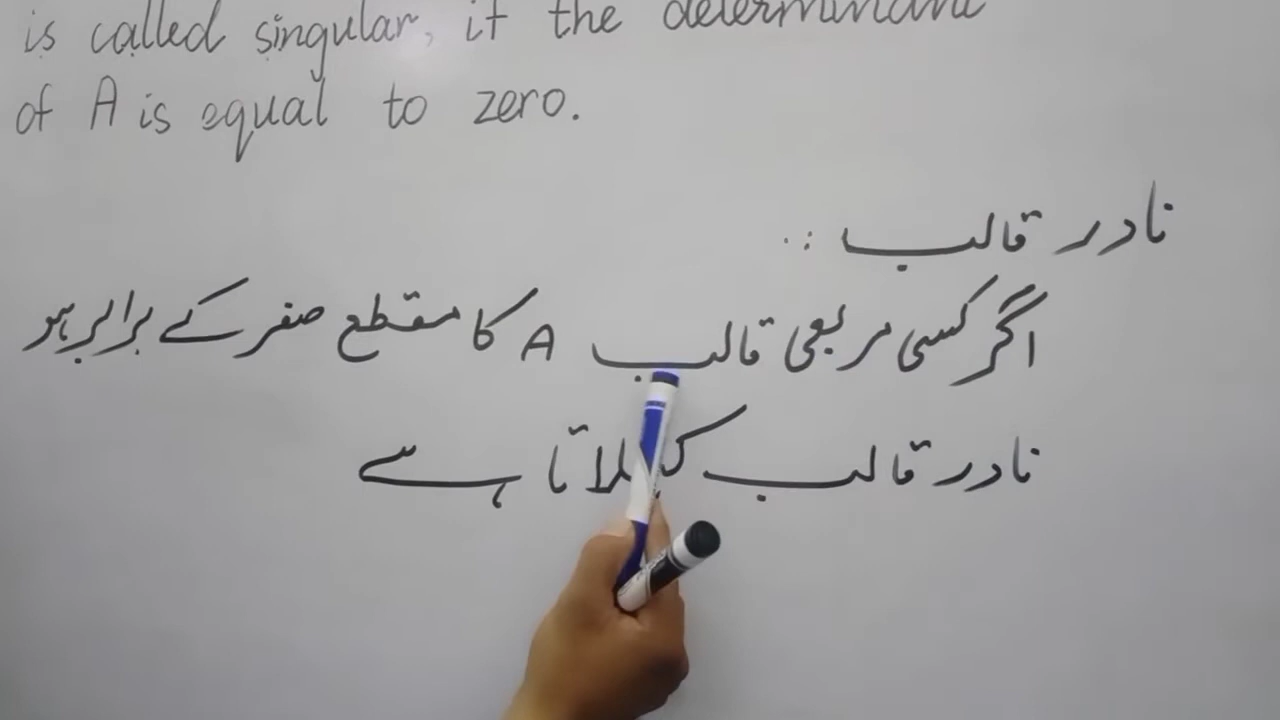 is called singular, if the determinant
of A is equal to zero.
نادر قالب :.
اگر کسی مربعی قالب A کا مقطع صفر کے برابر ہو
نادر قالب کہلاتا ہے